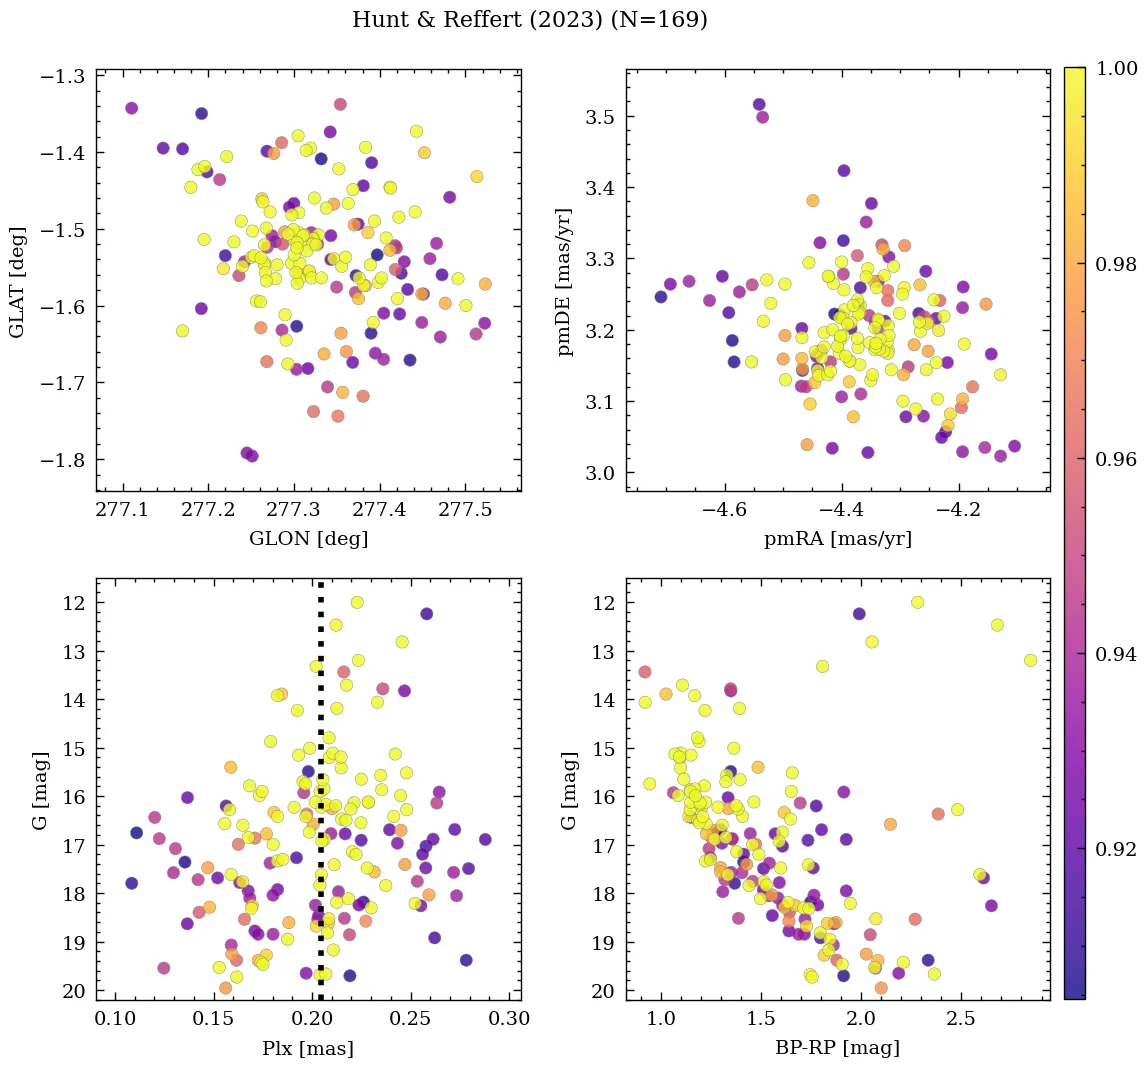 Hunt & Reffert (2023) (N=169)
−1.3
−1.4
−1.5
−1.6
−1.7
−1.8
GLAT [deg]
277.1 277.2 277.3 277.4 277.5
GLON [deg]
3.5
3.4
3.3
3.2
3.1
3.0
pmDE [mas/yr]
−4.6 −4.4 −4.2
pmRA [mas/yr]
1.00
0.98
0.96
0.94
0.92
12
13
14
15
16
17
18
19
20
G [mag]
0.10 0.15 0.20 0.25 0.30
Plx [mas]
12
13
14
15
16
17
18
19
20
G [mag]
1.0 1.5 2.0 2.5
BP-RP [mag]